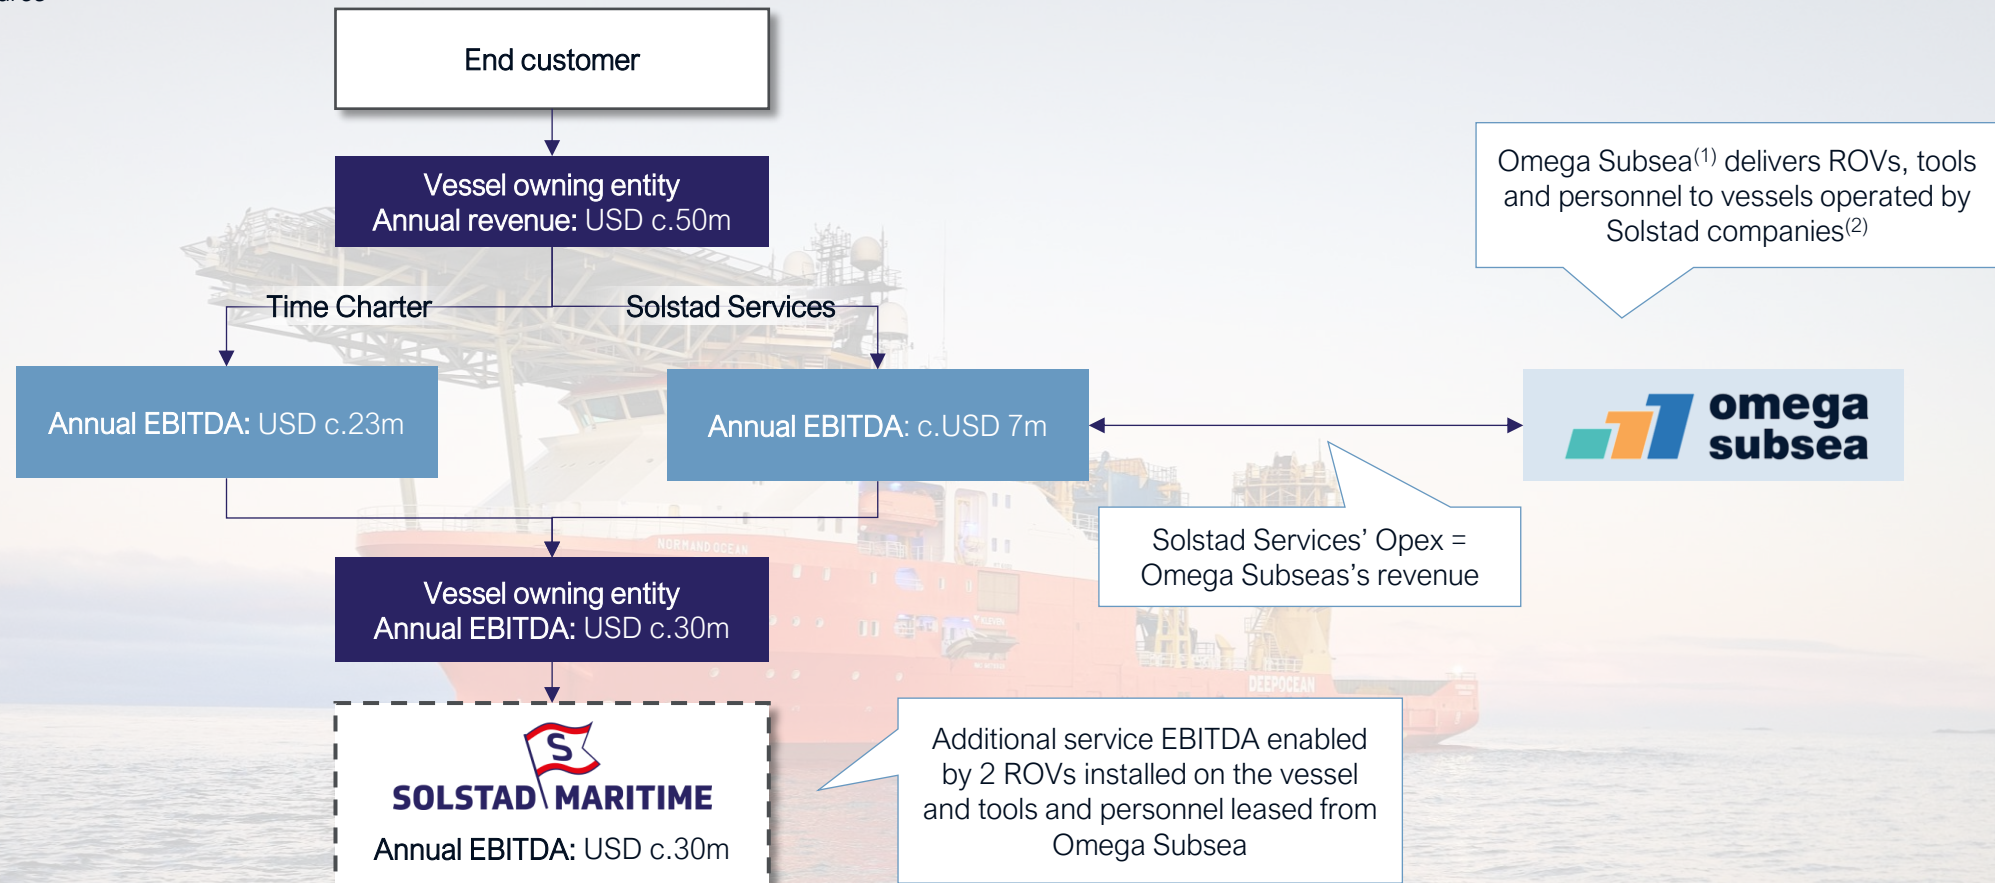 End customer
Vessel owning entity
Annual revenue: USD c.50m
Omega Subsea(1) delivers ROVs, tools
and personnel to vessels operated by
Solstad companies(2)
Time Charter
Solstad Services
Annual EBITDA: USD c.23m
Annual EBITDA: c.USD 7m
omega
subsea
Solstad Services' Opex =
Omega Subseas's revenue
NORMAND OCEAN
Vessel owning entity
Annual EBITDA: USD c.30m
DEEPOCEAN
S
SOLSTAD MARITIME
Annual EBITDA: USD c.30m
Additional service EBITDA enabled
by 2 ROVs installed on the vessel
and tools and personnel leased from
Omega Subsea